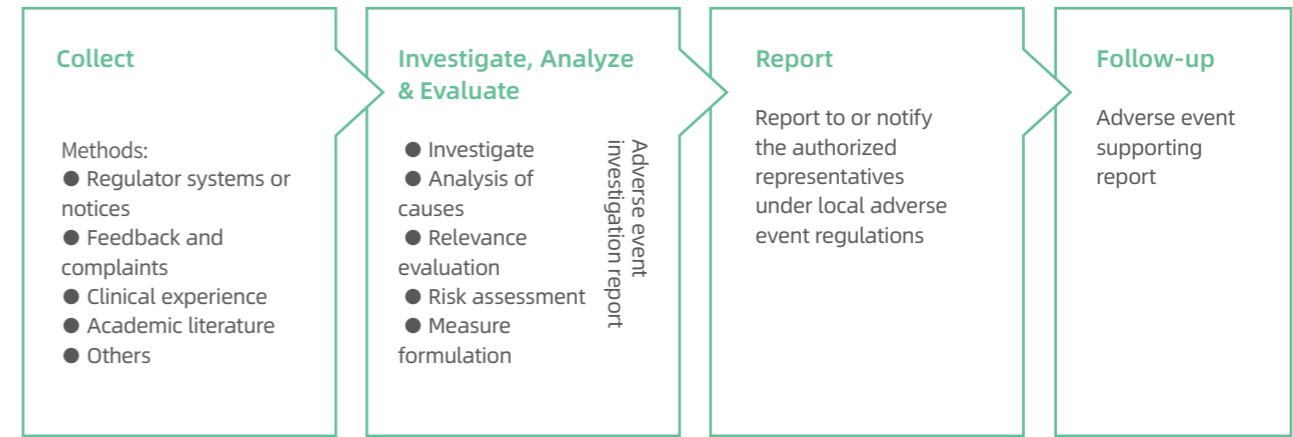 Collect
Methods:
● Regulator systems or
notices
● Feedback and
complaints
● Clinical experience
● Academic literature
● Others
Investigate, Analyze
& Evaluate
● Investigate
● Analysis of
causes
● Relevance
evaluation
● Risk assessment
● Measure
formulation
Adverse event
investigation report
Report
Report to or notify
the authorized
representatives
under local adverse
event regulations
Follow-up
Adverse event
supporting
report